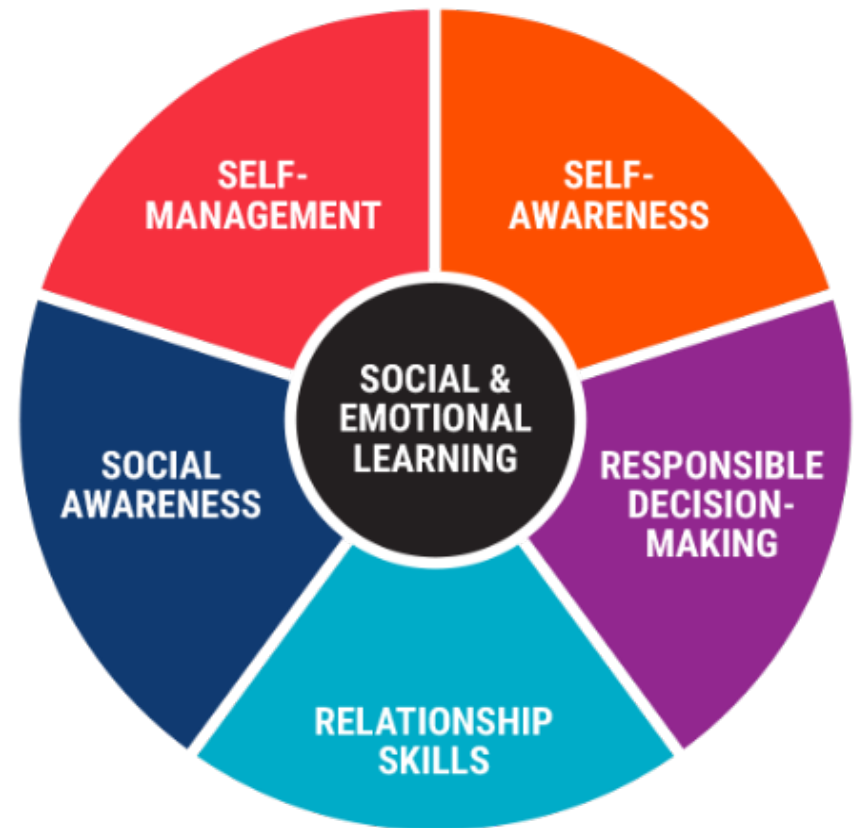 SELF-
MANAGEMENT
SELF-
AWARENESS
SOCIAL &
EMOTIONAL
LEARNING
SOCIAL
AWARENESS
RESPONSIBLE
DECISION-
MAKING
RELATIONSHIP
SKILLS